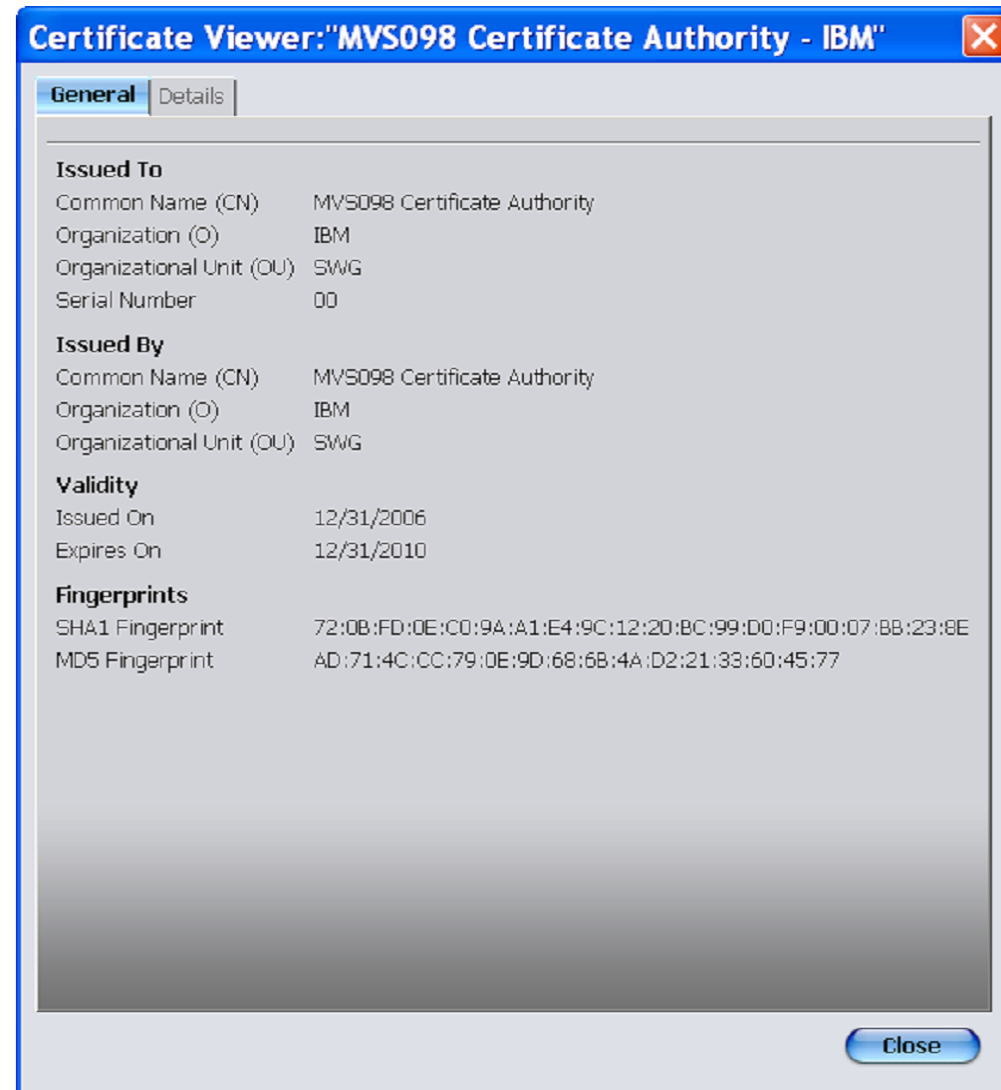 Certificate Viewer:"MVS098 Certificate Authority - IBM"
General Details
Issued To
Common Name (CN) MVS098 Certificate Authority
Organization (O) IBM
Organizational Unit (OU) SWG
Serial Number 00
Issued By
Common Name (CN) MVS098 Certificate Authority
Organization (O) IBM
Organizational Unit (OU) SWG
Validity
Issued On 12/31/2006
Expires On 12/31/2010
Fingerprints
SHA1 Fingerprint 72:0B:FD:0E:C0:9A:A1:E4:9C:12:20:BC:99:D0:F9:00:07:BB:23:8E
MD5 Fingerprint AD:71:4C:CC:79:0E:9D:68:6B:4A:D2:21:33:60:45:77
Close